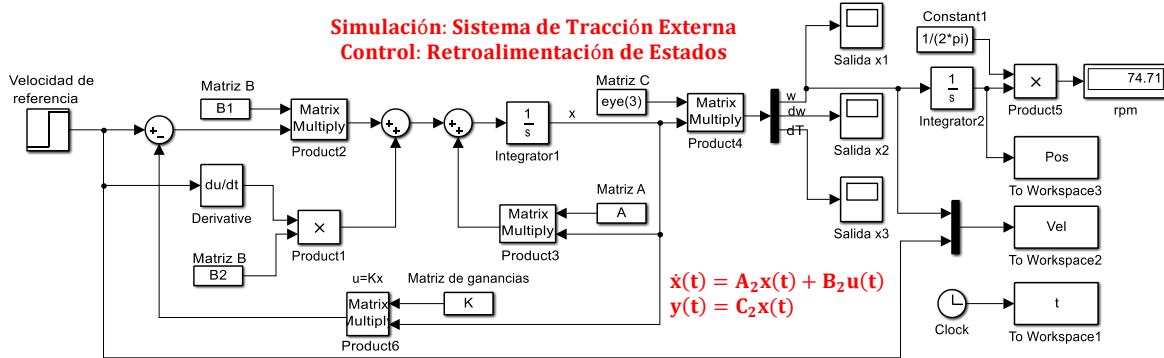 Simulación: Sistema de Tracción Externa
Control: Retroalimentación de Estados
Velocidad de
referencia
Matriz B
B1
Matrix
Multiply
Product2
1
s
Integrator1
x
Matriz C
eye(3)
Matrix
Multiply
Product4
w
dw
dT
Salida x1
Salida x2
Salida x3
1
s
Integrator2
Constant1
1/(2*pi)
×
Product5
74.71
rpm
Pos
To Workspace3
Vel
To Workspace2
t
To Workspace1
Clock
du/dt
Derivative
×
Product1
Matriz B
B2
Matriz A
A
Matrix
Multiply
Product3
u=Kx
Matrix
Multiply
Product6
Matriz de ganancias
K
ẋ(t) = A₂x(t) + B₂u(t)
y(t) = C₂x(t)